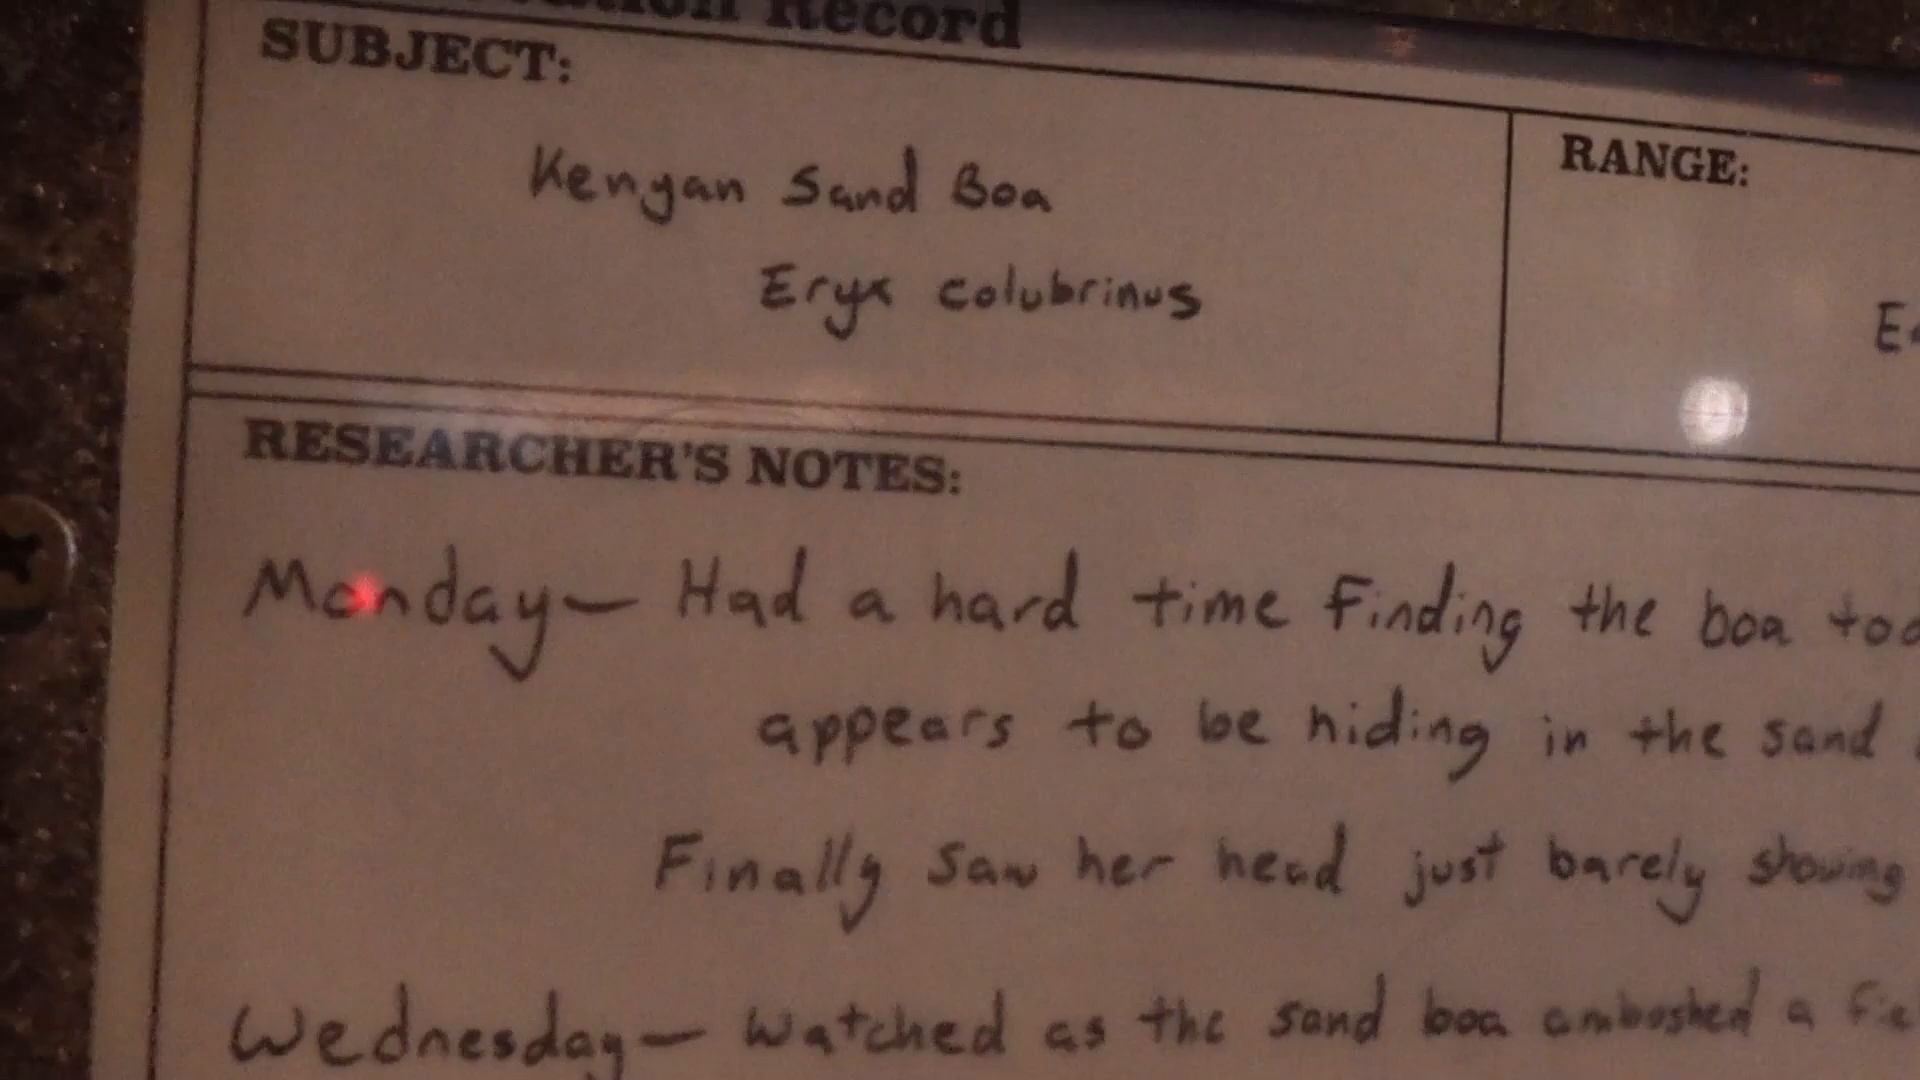 Record
SUBJECT:
Kenyan Sand Boa
Eryx colubrinus
RANGE:
RESEARCHER'S NOTES:
Monday— Had a hard time Finding the boa
appears to be hiding in the sand
Finally saw her head just barely showing
Wednesday— Watched as the sand boa ambushed a